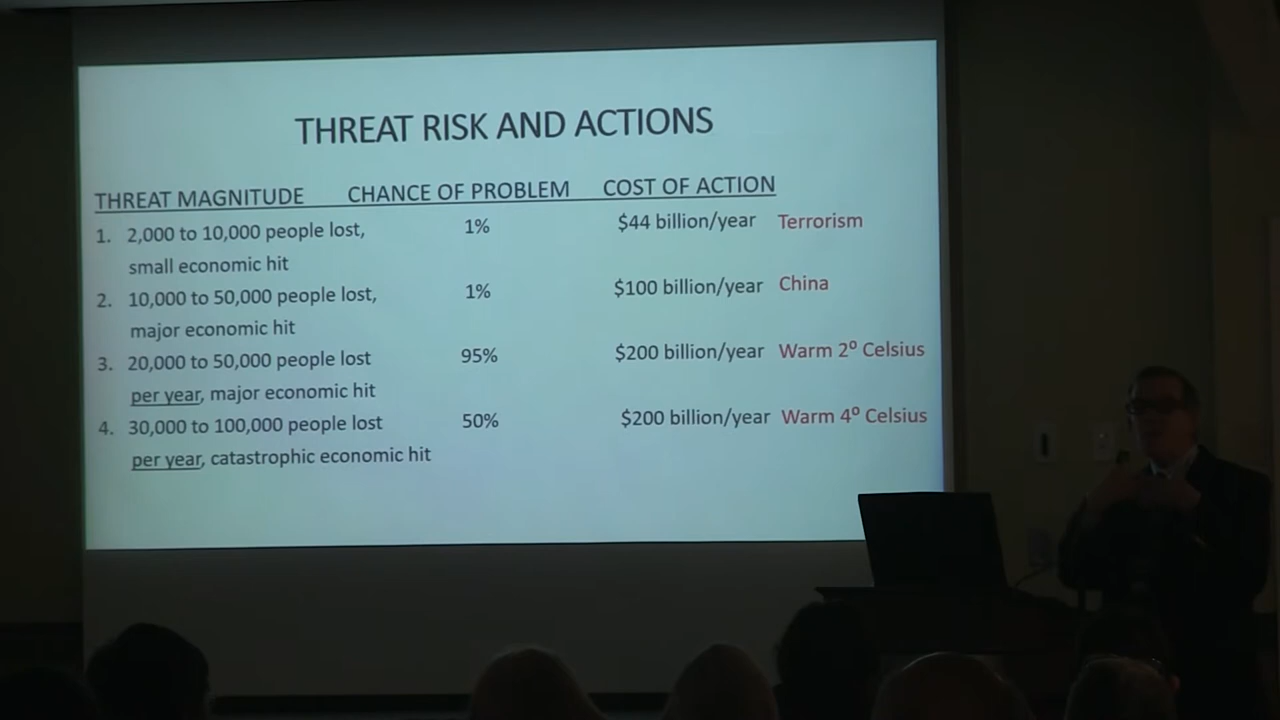 THREAT RISK AND ACTIONS
THREAT MAGNITUDE CHANCE OF PROBLEM COST OF ACTION
1. 2,000 to 10,000 people lost, 1% $44 billion/year Terrorism
small economic hit
2. 10,000 to 50,000 people lost, 1% $100 billion/year China
major economic hit
3. 20,000 to 50,000 people lost 95% $200 billion/year Warm 2⁰ Celsius
per year, major economic hit
4. 30,000 to 100,000 people lost 50% $200 billion/year Warm 4⁰ Celsius
per year, catastrophic economic hit